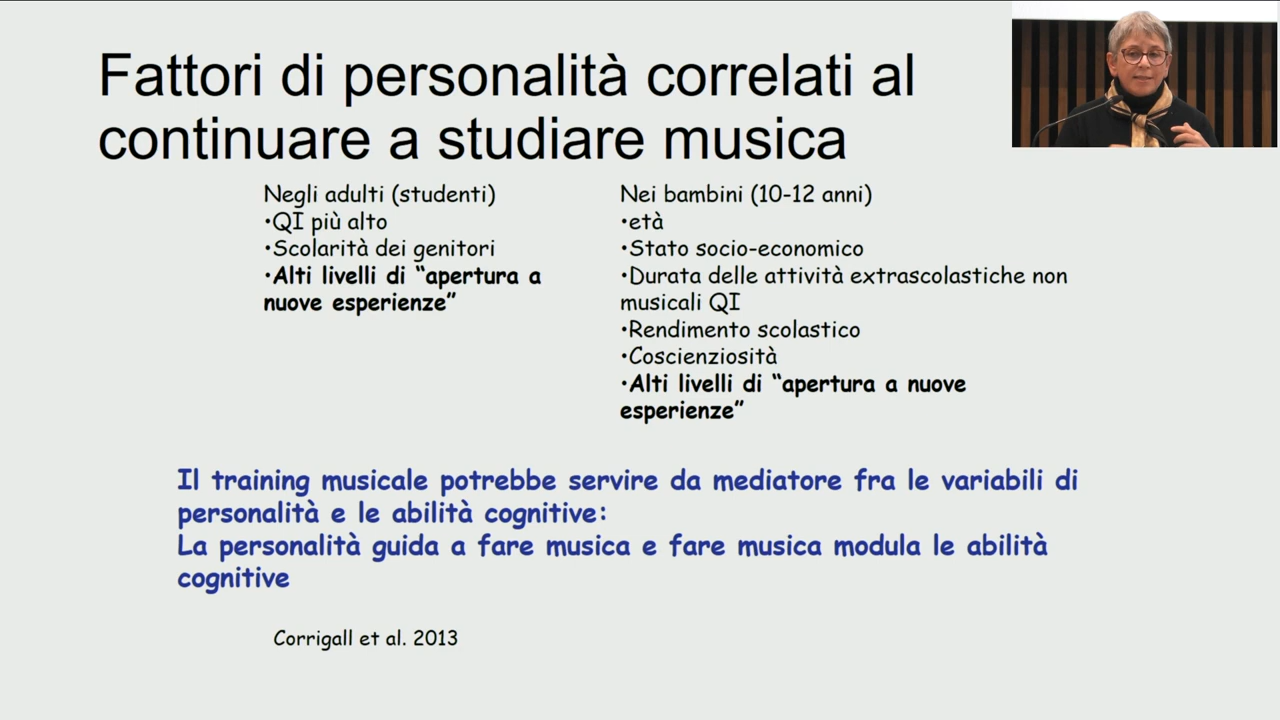 Fattori di personalità correlati al
continuare a studiare musica
Negli adulti (studenti)
•QI più alto
•Scolarità dei genitori
•Alti livelli di “apertura a
nuove esperienze”
Nei bambini (10-12 anni)
•età
•Stato socio-economico
•Durata delle attività extrascolastiche non
musicali QI
•Rendimento scolastico
•Coscienziosità
•Alti livelli di “apertura a nuove
esperienze”
Il training musicale potrebbe servire da mediatore fra le variabili di
personalità e le abilità cognitive:
La personalità guida a fare musica e fare musica modula le abilità
cognitive
Corrigall et al. 2013